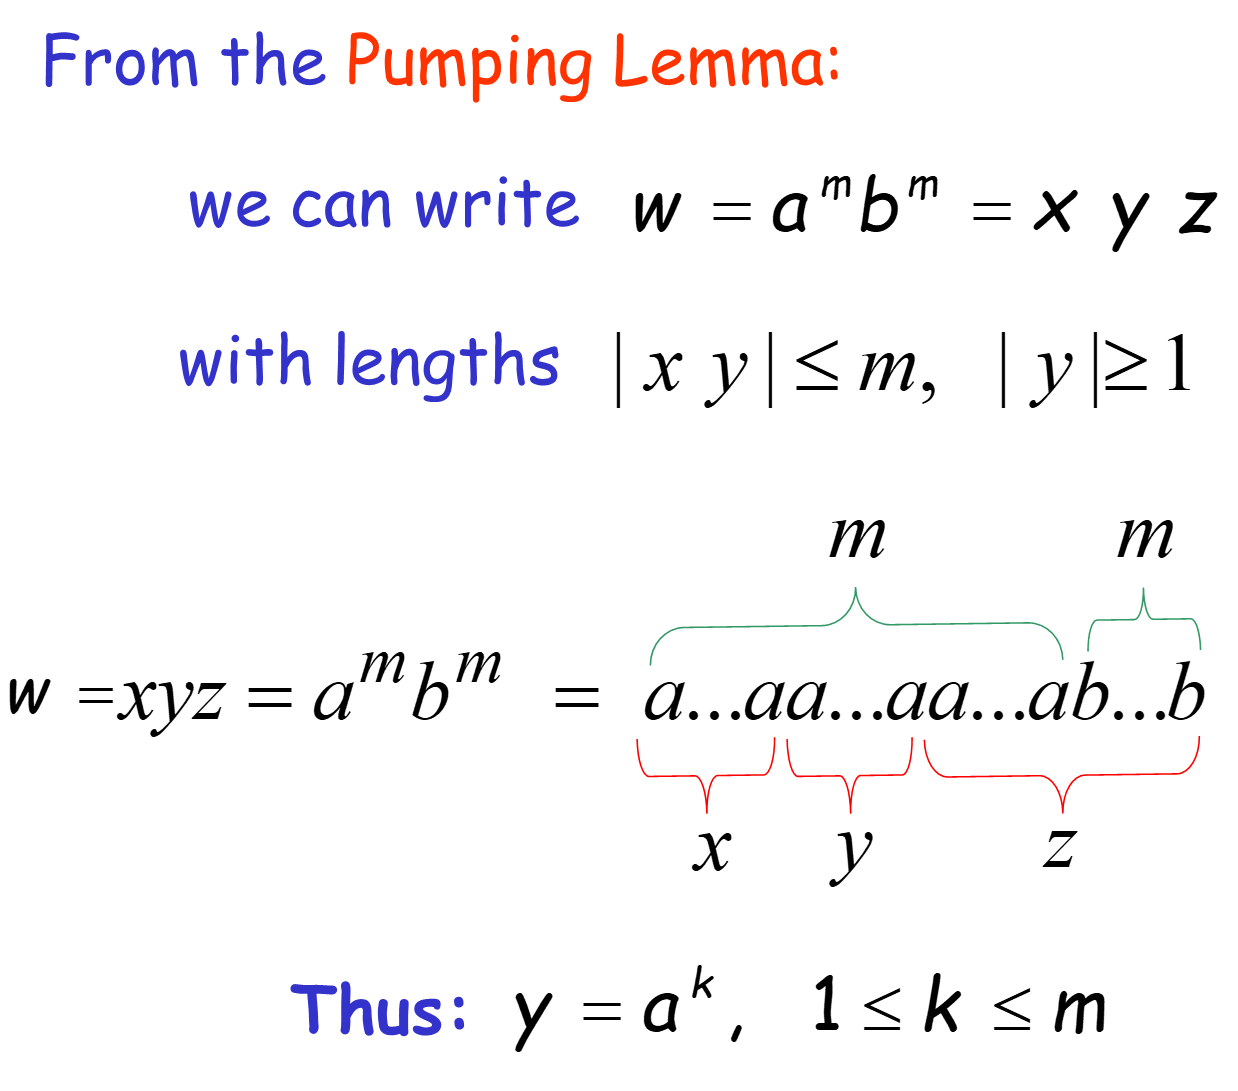 From the Pumping Lemma:
we can write w = a^m b^m = x y z
with lengths | x y | ≤ m, | y | ≥ 1
m m
w = xyz = a^m b^m = a...aa...aa...ab...b
x y z
Thus: y = a^k, 1 ≤ k ≤ m